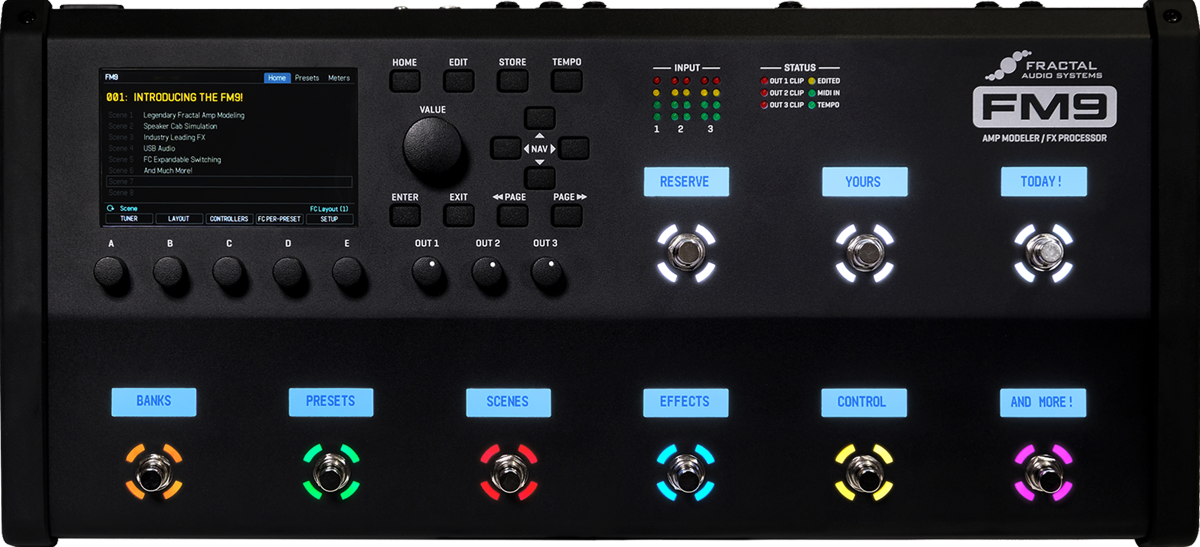 FM9
Home Presets Meters
001: INTRODUCING THE FM9!
Scene 1 Legendary Fractal Amp Modeling
Scene 2 Speaker Cab Simulation
Scene 3 Industry Leading FX
Scene 4 USB Audio
Scene 5 FC Expandable Switching
Scene 6 And Much More!
Scene 7
Scene 8
Scene FC Layout (1)
TUNER LAYOUT CONTROLLERS FC PER-PRESET SETUP
A B C D E
HOME EDIT STORE TEMPO
VALUE
NAV
ENTER EXIT PAGE PAGE
OUT 1 OUT 2 OUT 3
INPUT
1 2 3
STATUS
OUT 1 CLIP EDITED
OUT 2 CLIP MIDI IN
OUT 3 CLIP TEMPO
FRACTAL
AUDIO SYSTEMS
FM9
AMP MODELER / FX PROCESSOR
RESERVE YOURS TODAY!
BANKS PRESETS SCENES EFFECTS CONTROL AND MORE!